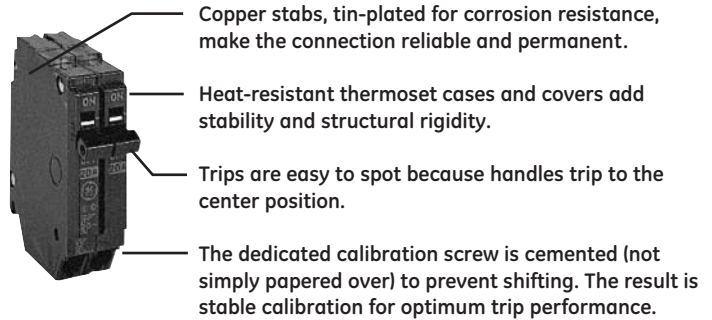 Copper stabs, tin-plated for corrosion resistance,
make the connection reliable and permanent.
Heat-resistant thermoset cases and covers add
stability and structural rigidity.
Trips are easy to spot because handles trip to the
center position.
The dedicated calibration screw is cemented (not
simply papered over) to prevent shifting. The result is
stable calibration for optimum trip performance.
ON ON
20A 20A